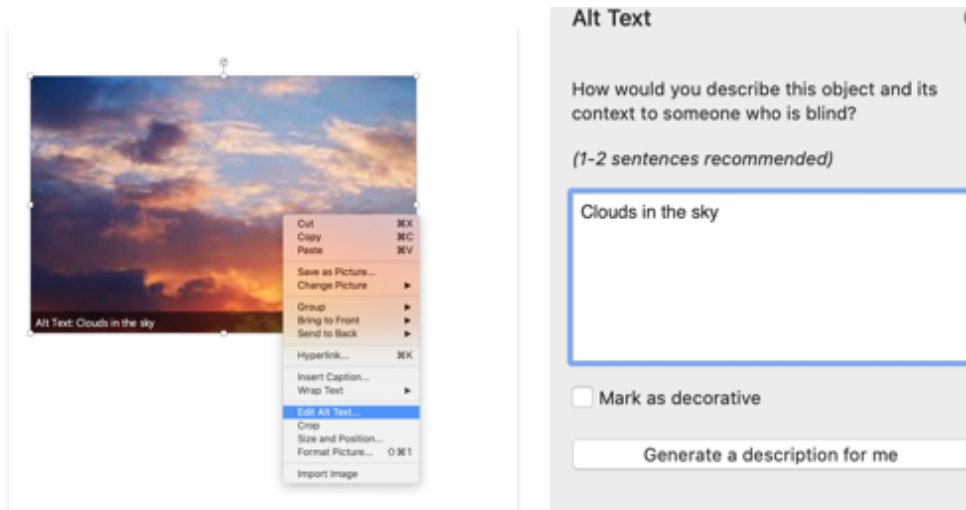 Alt Text: Clouds in the sky
Cut ⌘X
Copy ⌘C
Paste ⌘V
Save as Picture...
Change Picture
Group
Bring to Front
Send to Back
Hyperlink... ⌘K
Insert Caption...
Wrap Text
Edit Alt Text...
Crop
Size and Position...
Format Picture... ⇧⌘1
Import Image
Alt Text
How would you describe this object and its
context to someone who is blind?
(1-2 sentences recommended)
Clouds in the sky
Mark as decorative
Generate a description for me